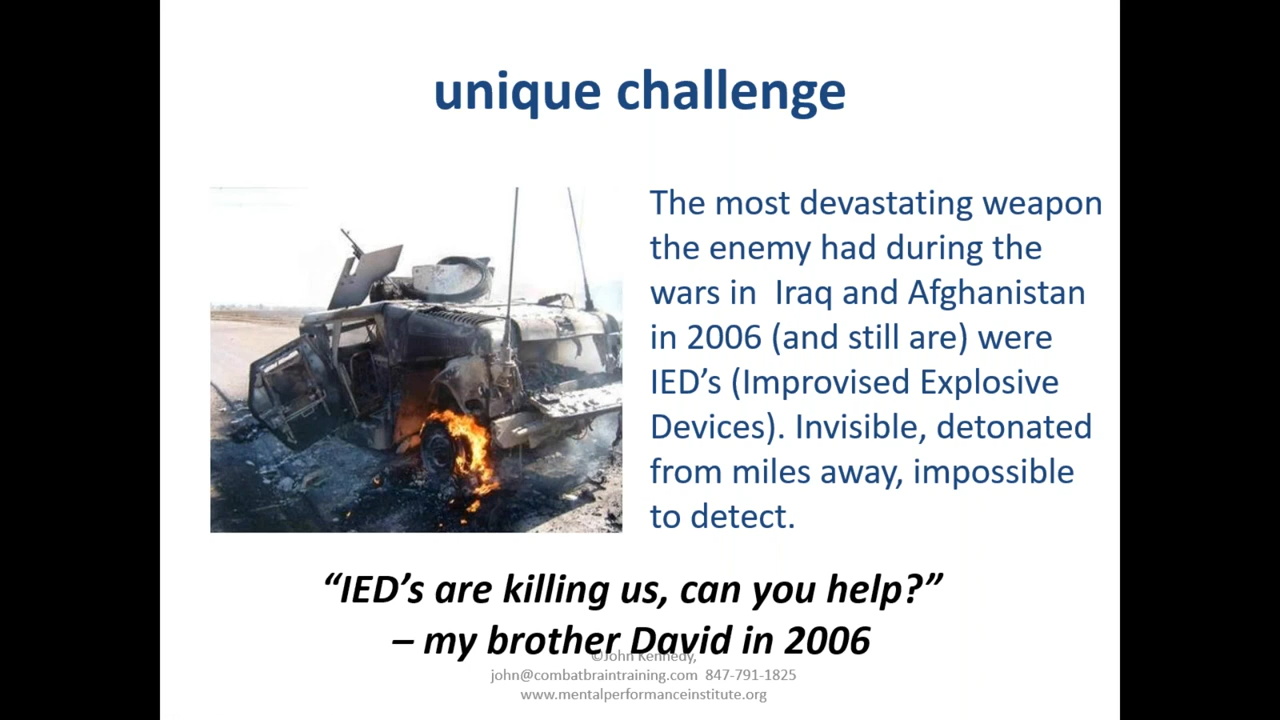 unique challenge
The most devastating weapon
the enemy had during the
wars in  Iraq and Afghanistan
in 2006 (and still are) were
IED’s (Improvised Explosive
Devices). Invisible, detonated
from miles away, impossible
to detect.
“IED’s are killing us, can you help?”
– my brother David in 2006
©John Kennedy,
john@combatbraintraining.com  847-791-1825
www.mentalperformanceinstitute.org